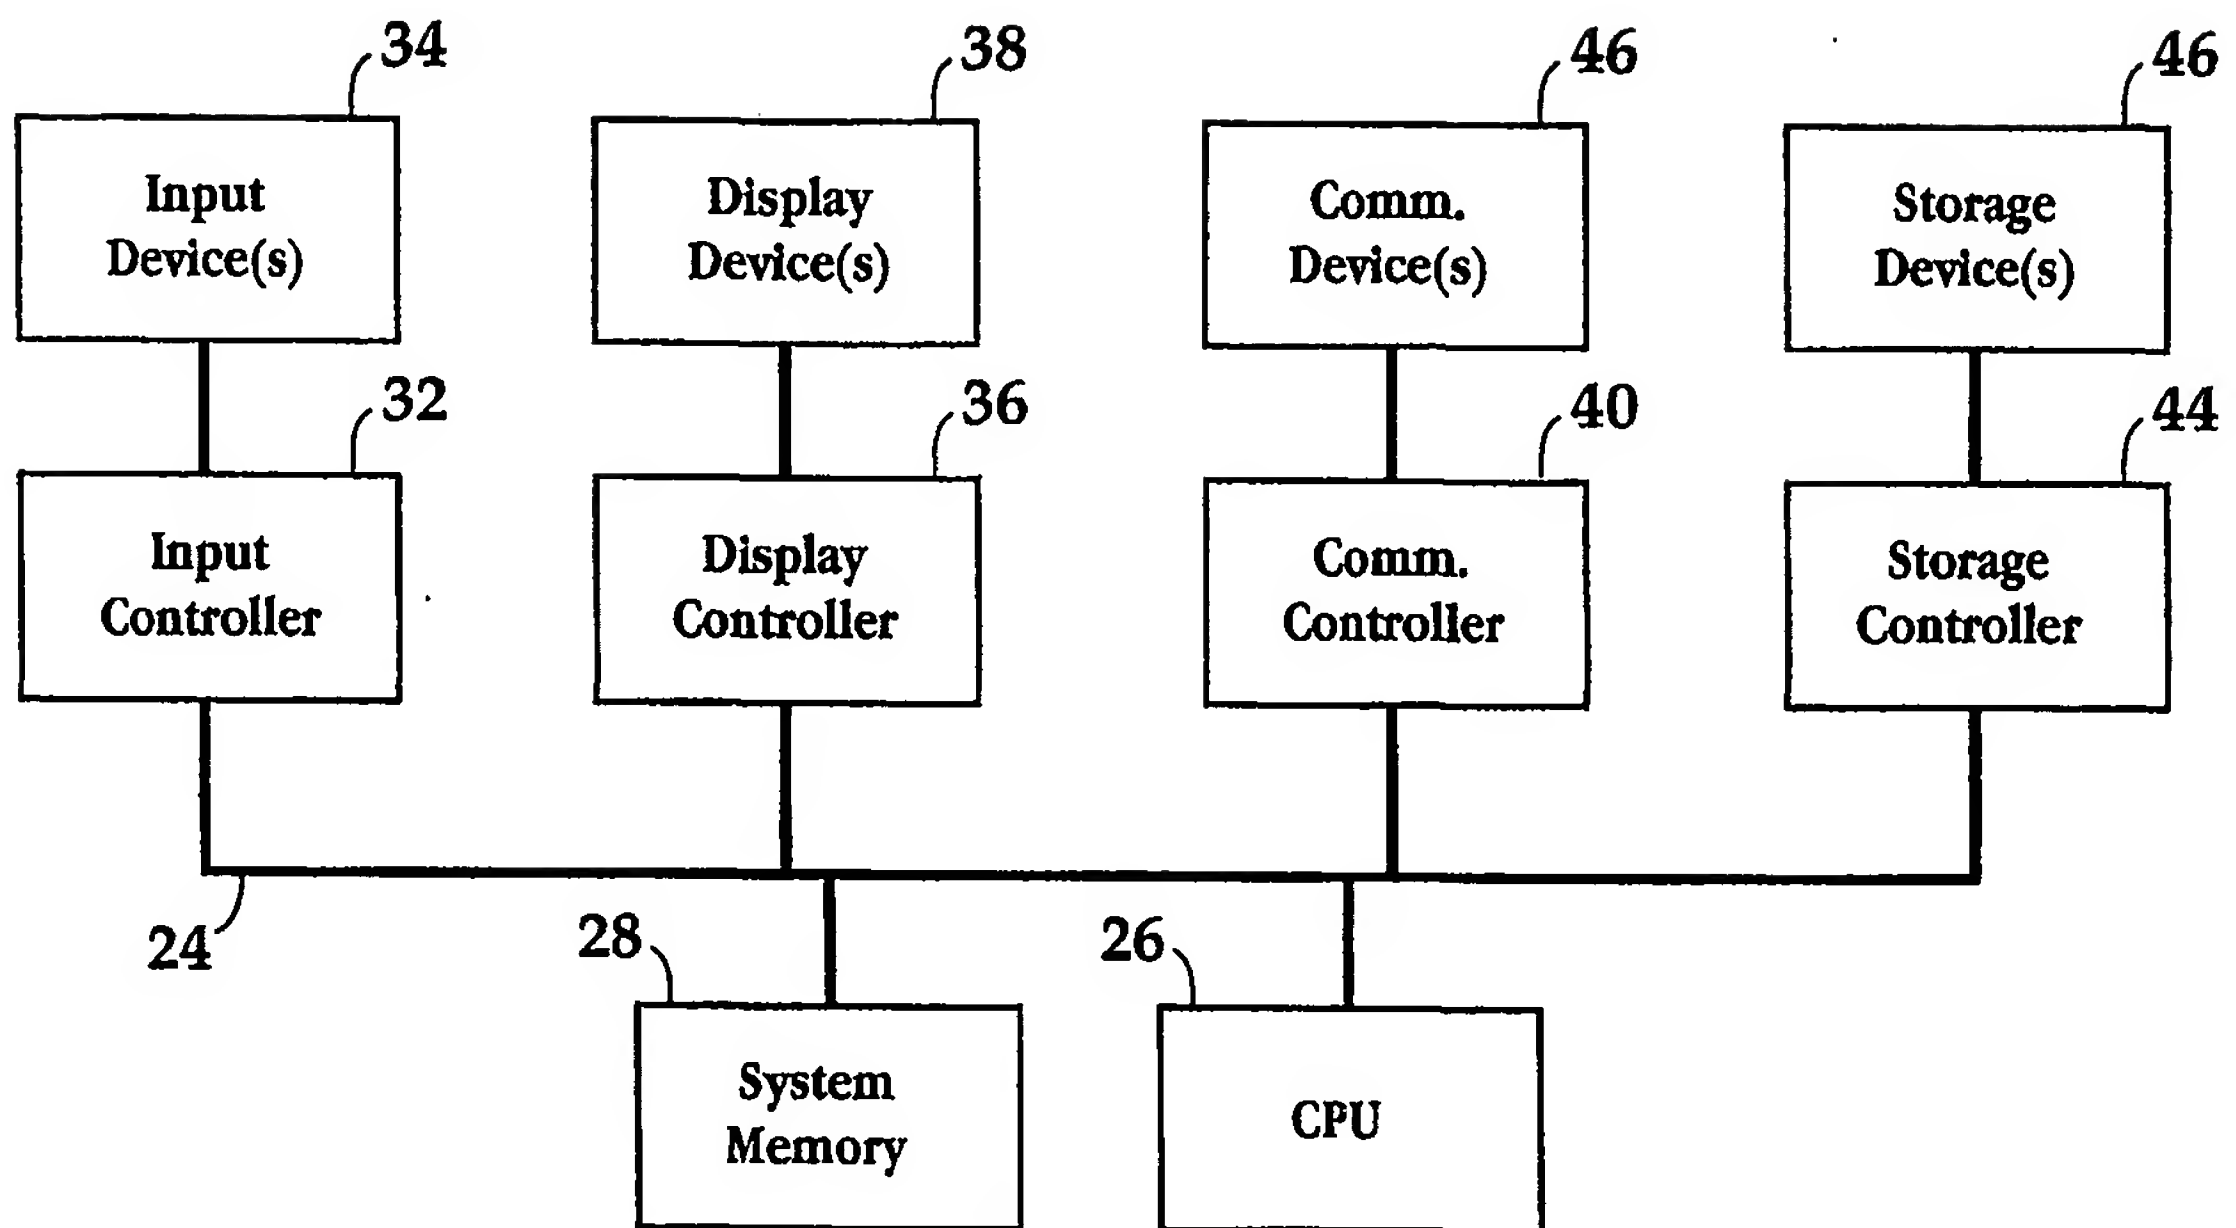 34
38
46
46
Input
Device(s)
Display
Device(s)
Comm.
Device(s)
Storage
Device(s)
32
36
40
44
Input
Controller
Display
Controller
Comm.
Controller
Storage
Controller
24
28
26
System
Memory
CPU